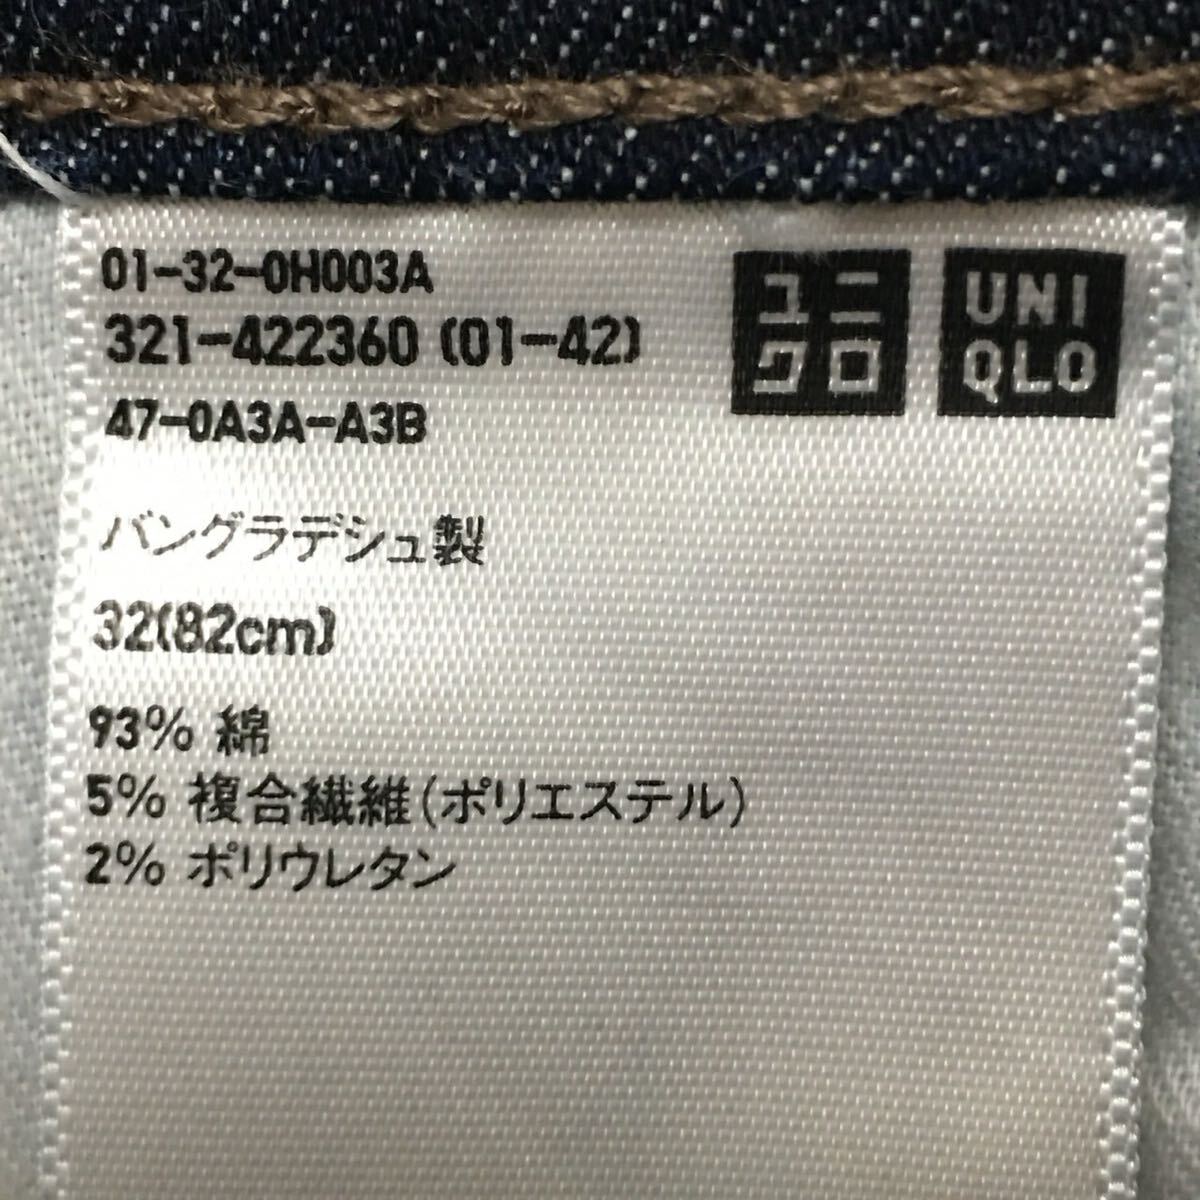 01-32-0H003A
321-422360 (01-42)
47-0A3A-A3B
ユニ
クロ
UNI
QLO
バングラデシュ製
32(82cm)
93% 綿
5% 複合繊維(ポリエステル)
2% ポリウレタン